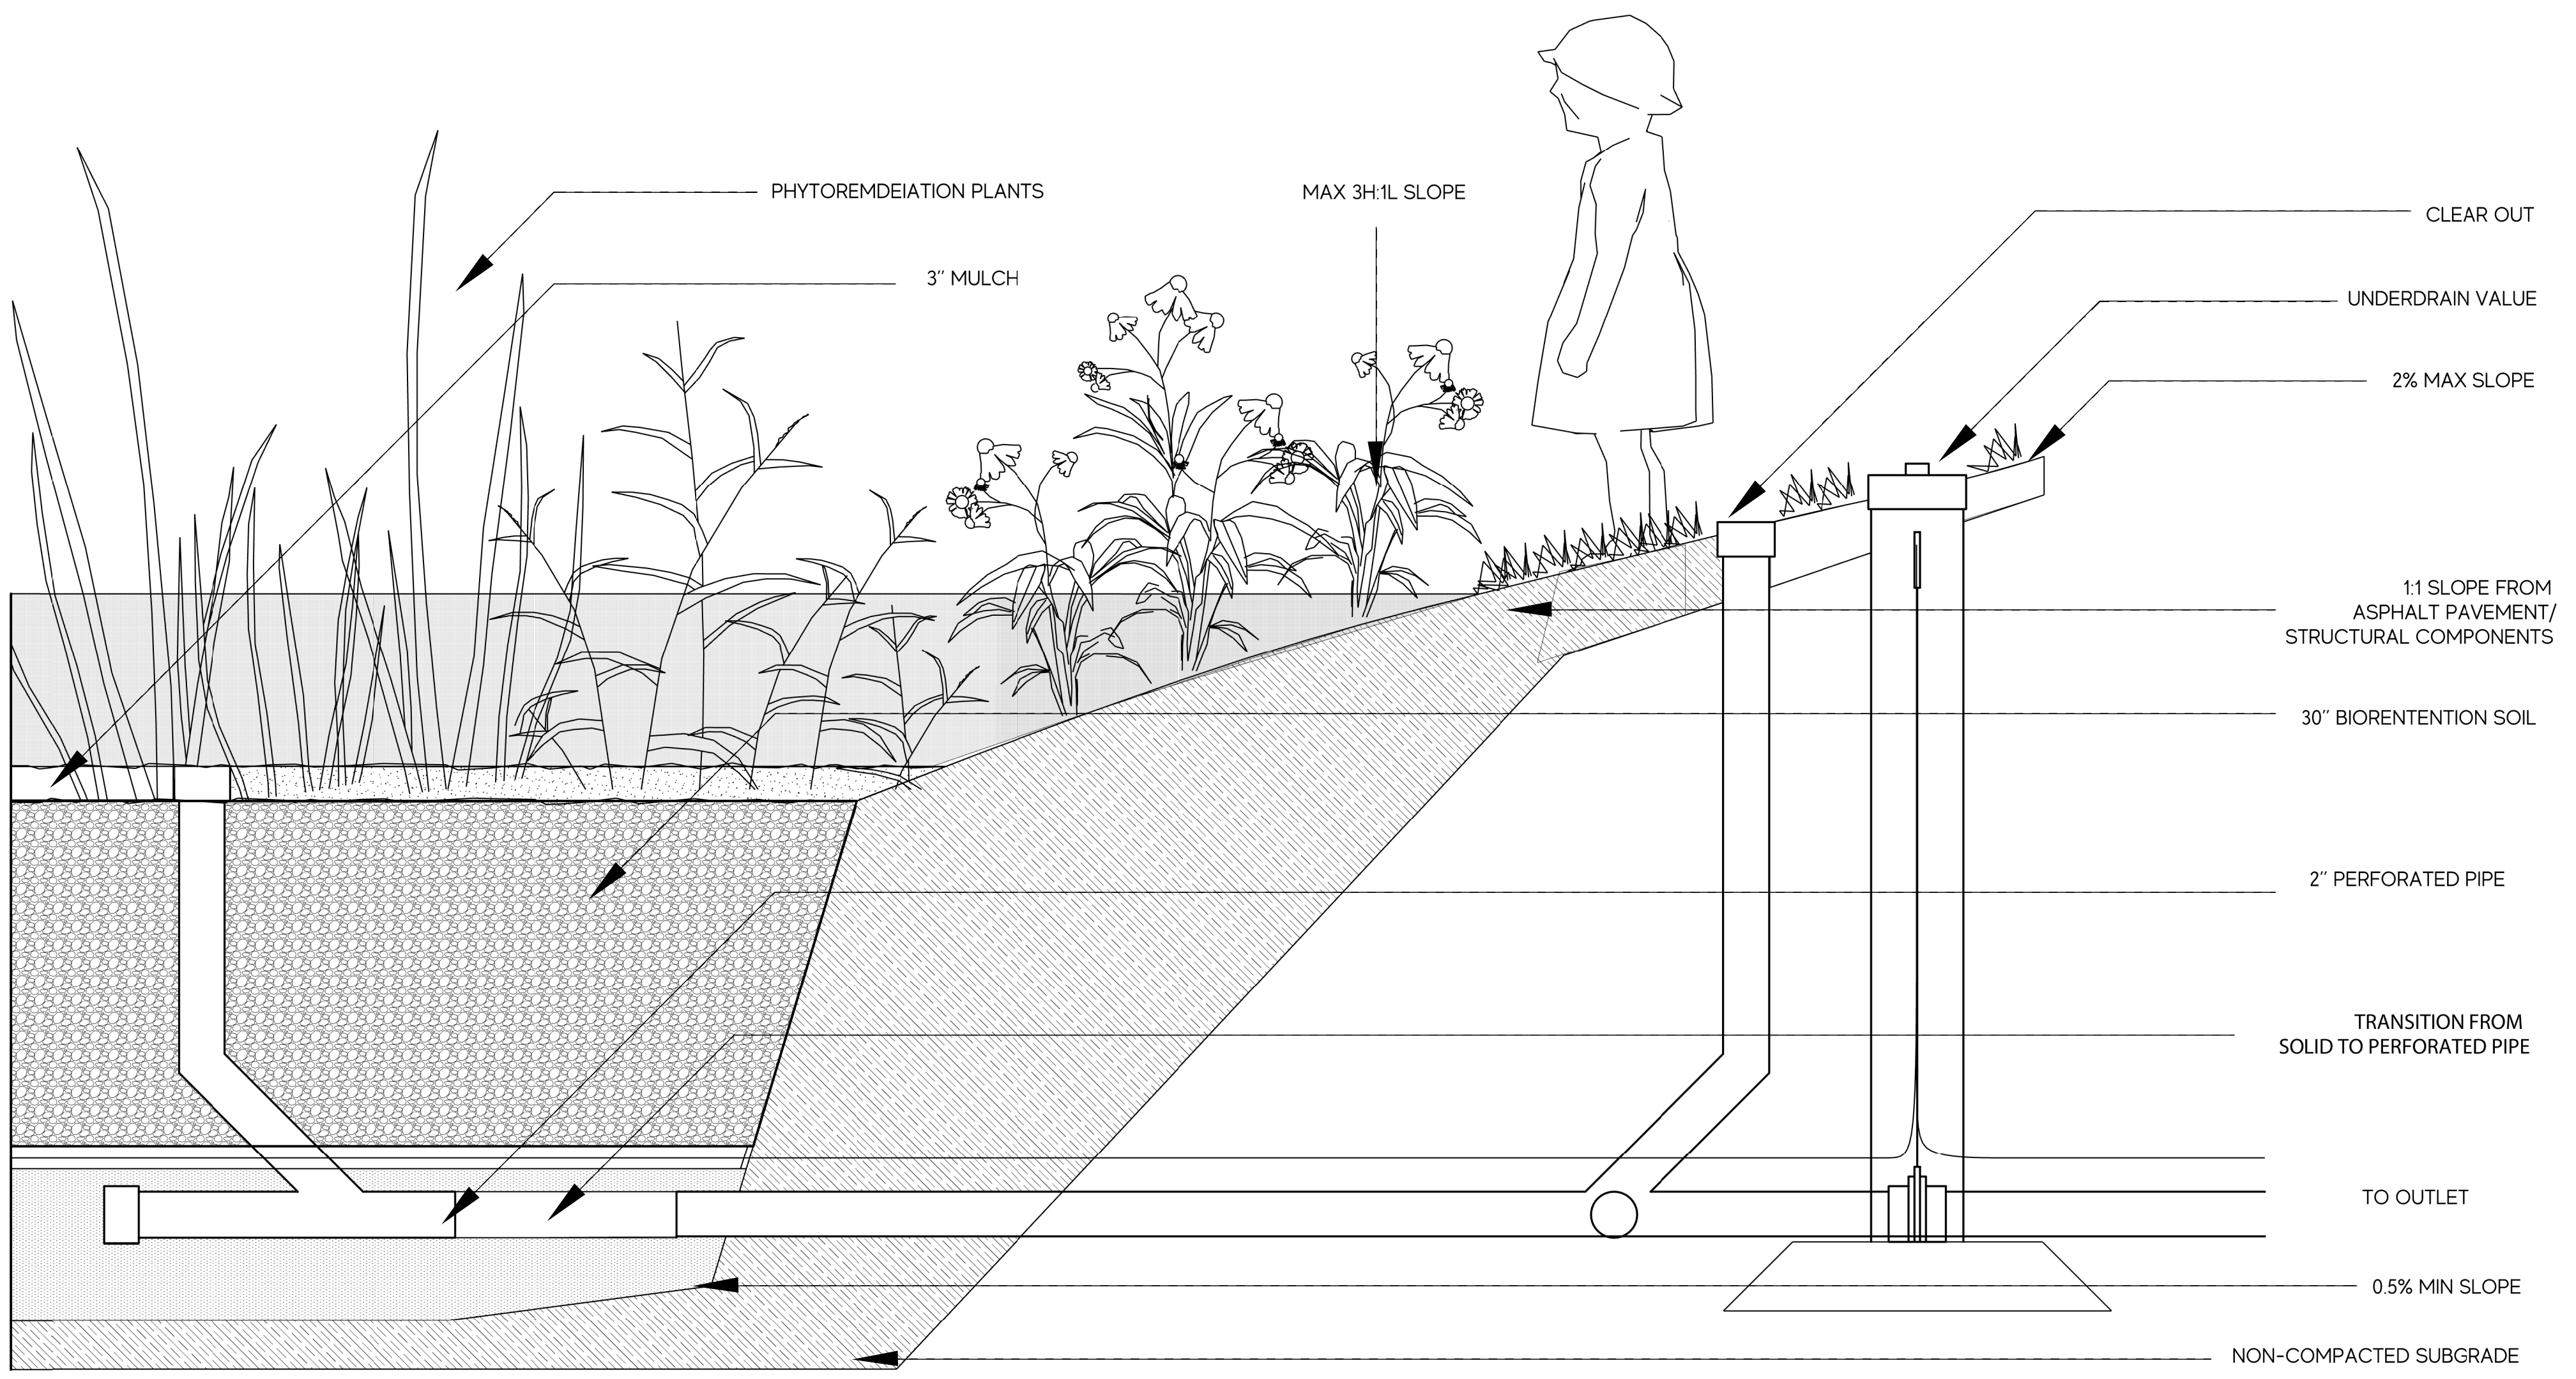 PHYTOREMDEIATION PLANTS
MAX 3H:1L SLOPE
CLEAR OUT
3" MULCH
UNDERDRAIN VALUE
2% MAX SLOPE
1:1 SLOPE FROM
ASPHALT PAVEMENT/
STRUCTURAL COMPONENTS
30" BIORENTENTION SOIL
2" PERFORATED PIPE
TRANSITION FROM
SOLID TO PERFORATED PIPE
TO OUTLET
0.5% MIN SLOPE
NON-COMPACTED SUBGRADE